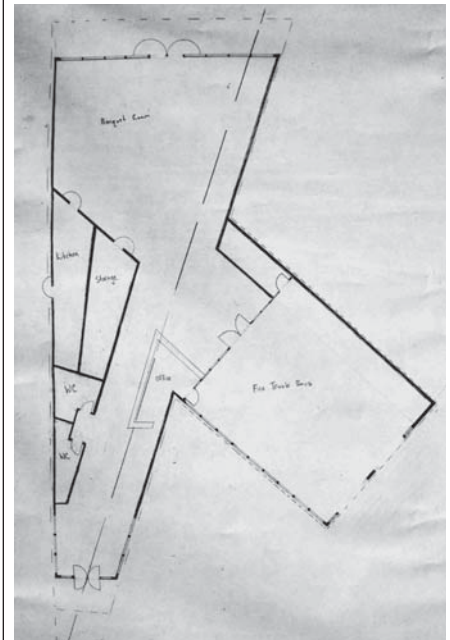 Banquet Room
Kitchen
Storage
Office
Fire Truck Bays
WC
WC